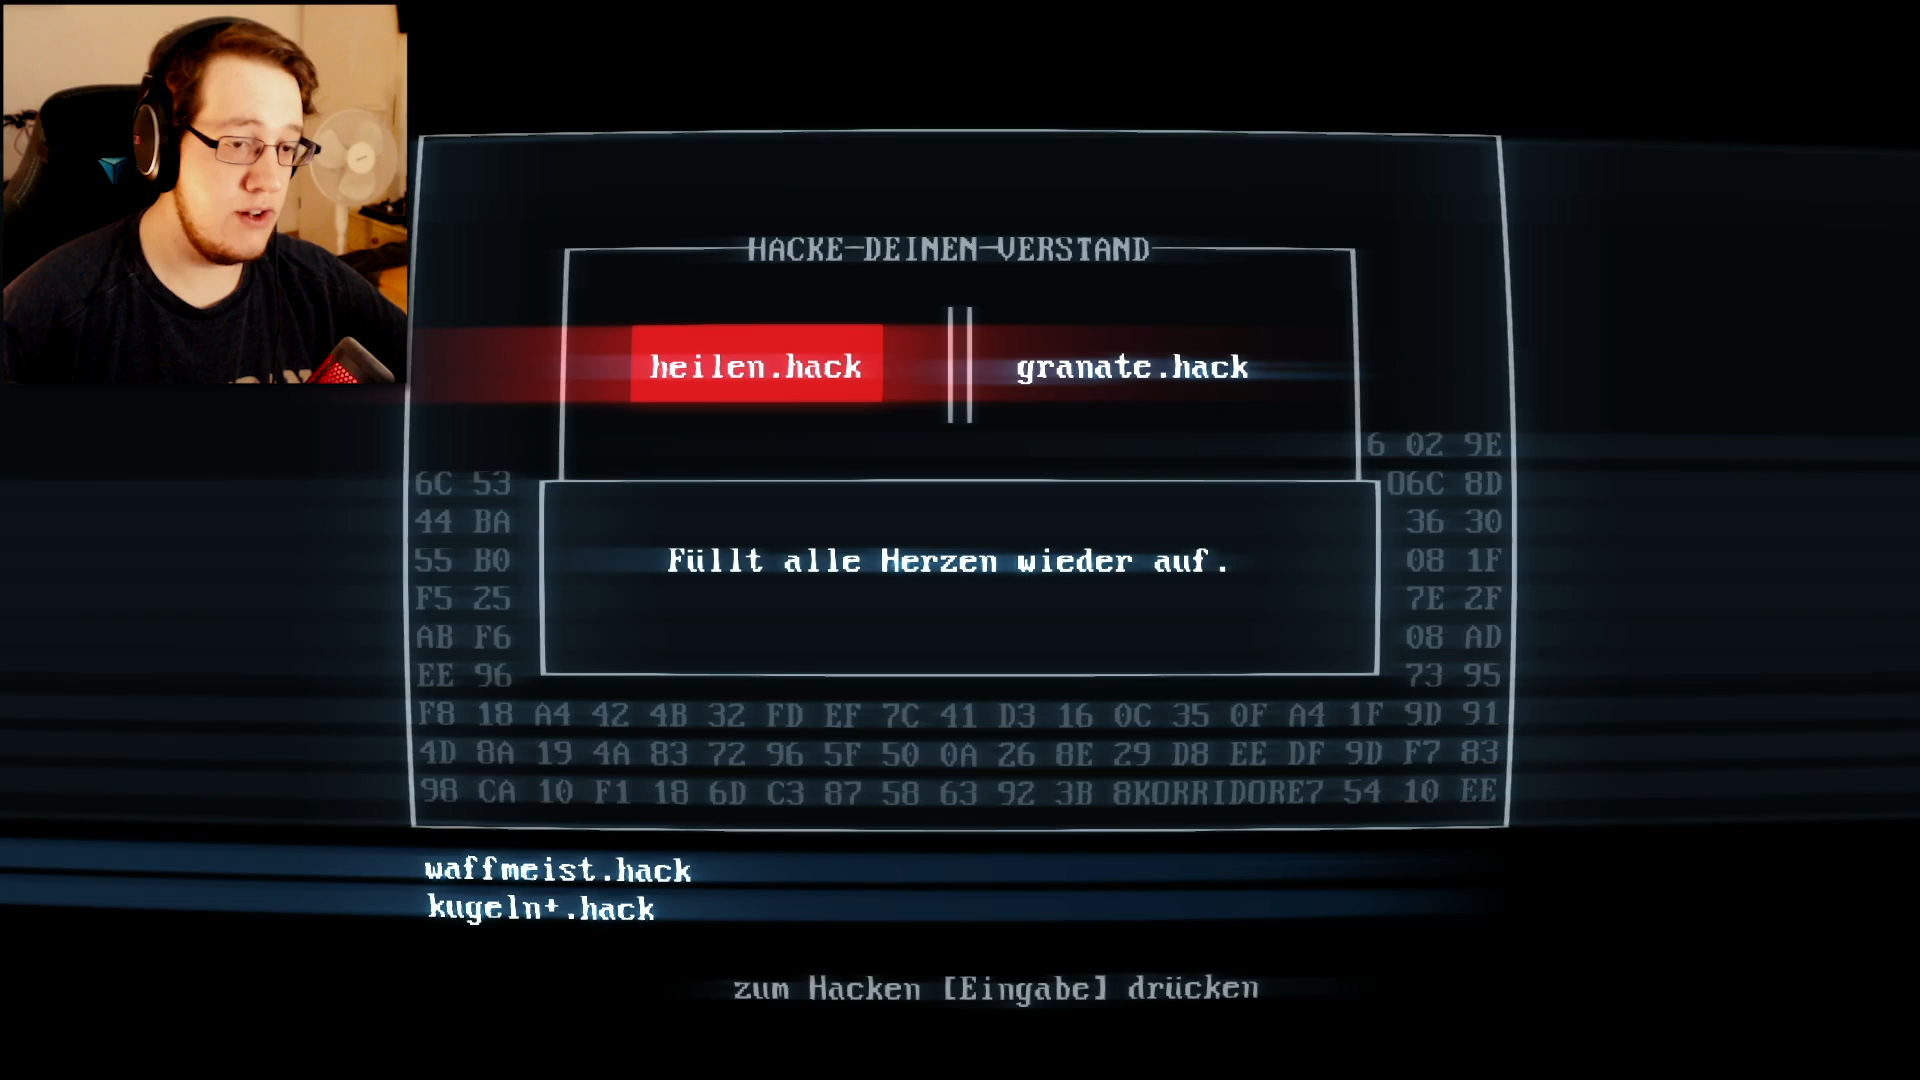 HACKE-DEINEN-VERSTAND
heilen.hack
granate.hack
6 02 9E
6C 53
06C 8D
44 BA
36 30
55 B0
Füllt alle Herzen wieder auf.
08 1F
F5 25
7E 2F
AB F6
08 AD
EE 96
73 95
F8 18 A4 42 4B 32 FD EF 7C 41 D3 16 0C 35 0F A4 1F 9D 91
4D 8A 19 4A 83 72 96 5F 50 0A 26 8E 29 D8 EE DF 9D F7 83
98 CA 10 F1 18 6D C3 87 58 63 92 3B 8KORRIDORE7 54 10 EE
waffmeist.hack
kugeln+.hack
zum Hacken [Eingabe] drücken